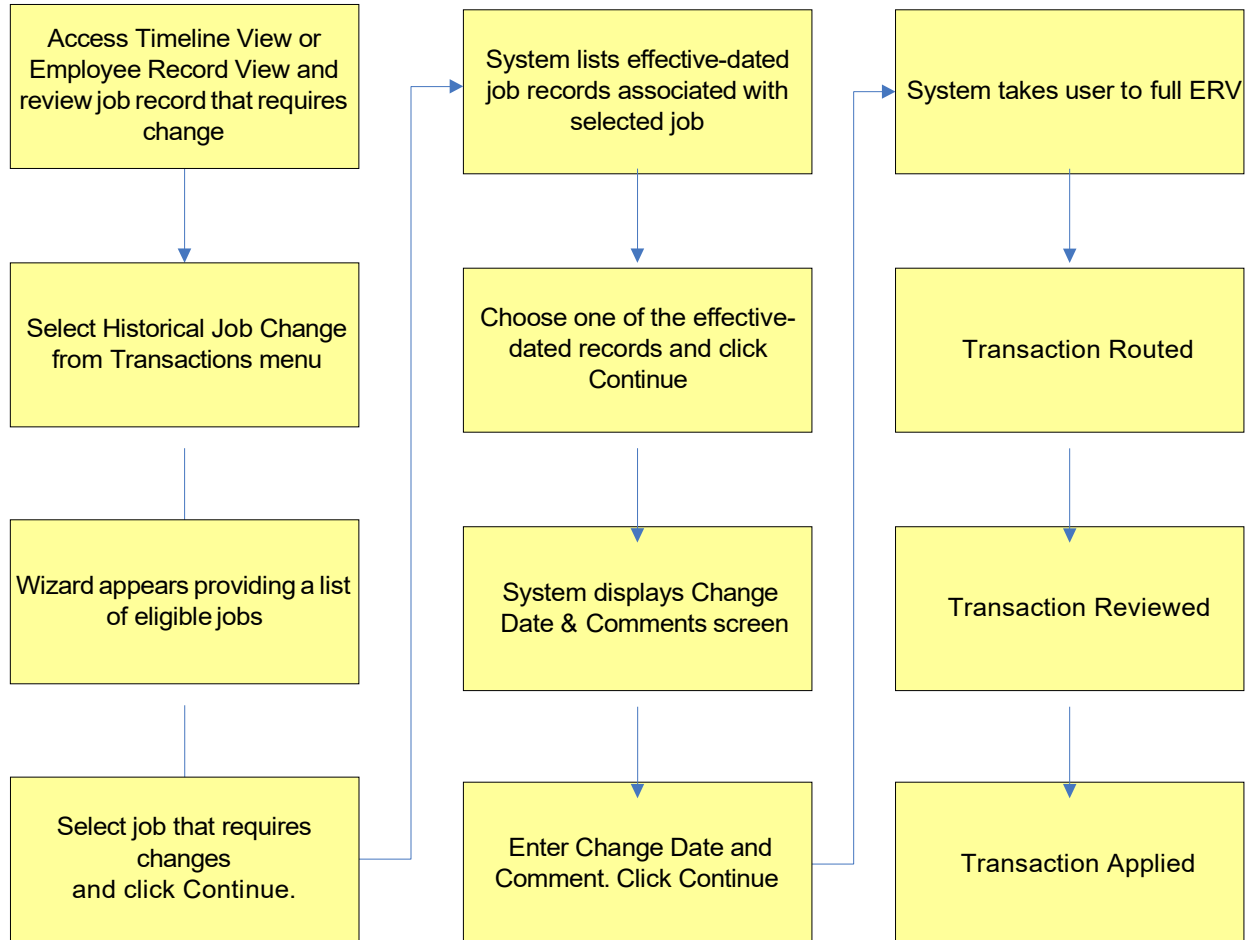 Access Timeline View or
Employee Record View and
review job record that requires
change
Select Historical Job Change
from Transactions menu
Wizard appears providing a list
of eligible jobs
Select job that requires
changes
and click Continue.
System lists effective-dated
job records associated with
selected job
Choose one of the effective-
dated records and click
Continue
System displays Change
Date & Comments screen
Enter Change Date and
Comment. Click Continue
System takes user to full ERV
Transaction Routed
Transaction Reviewed
Transaction Applied